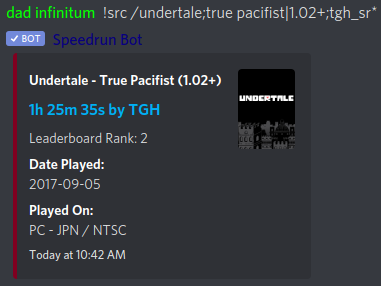 dad infinitum !src /undertale;true pacifist|1.02+;tgh_sr*
✓ BOT Speedrun Bot
Undertale - True Pacifist (1.02+)
UNDERTALE
1h 25m 35s by TGH
Leaderboard Rank: 2
Date Played:
2017-09-05
Played On:
PC - JPN / NTSC
Today at 10:42 AM